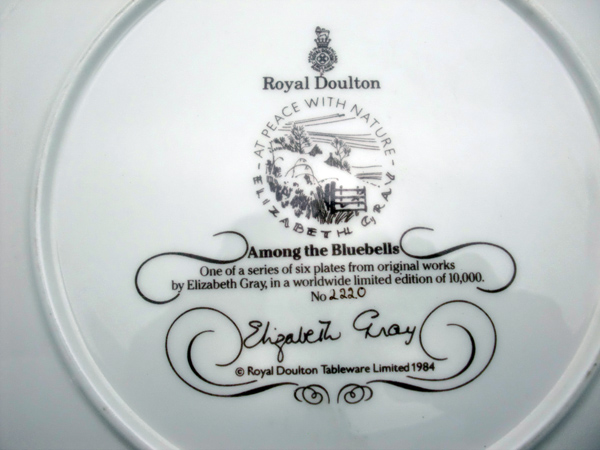 Royal Doulton
- AT PEACE WITH NATURE -
ELIZABETH GRAY
Among the Bluebells
One of a series of six plates from original works
by Elizabeth Gray, in a worldwide limited edition of 10,000.
No 2220
Elizabeth Gray
© Royal Doulton Tableware Limited 1984